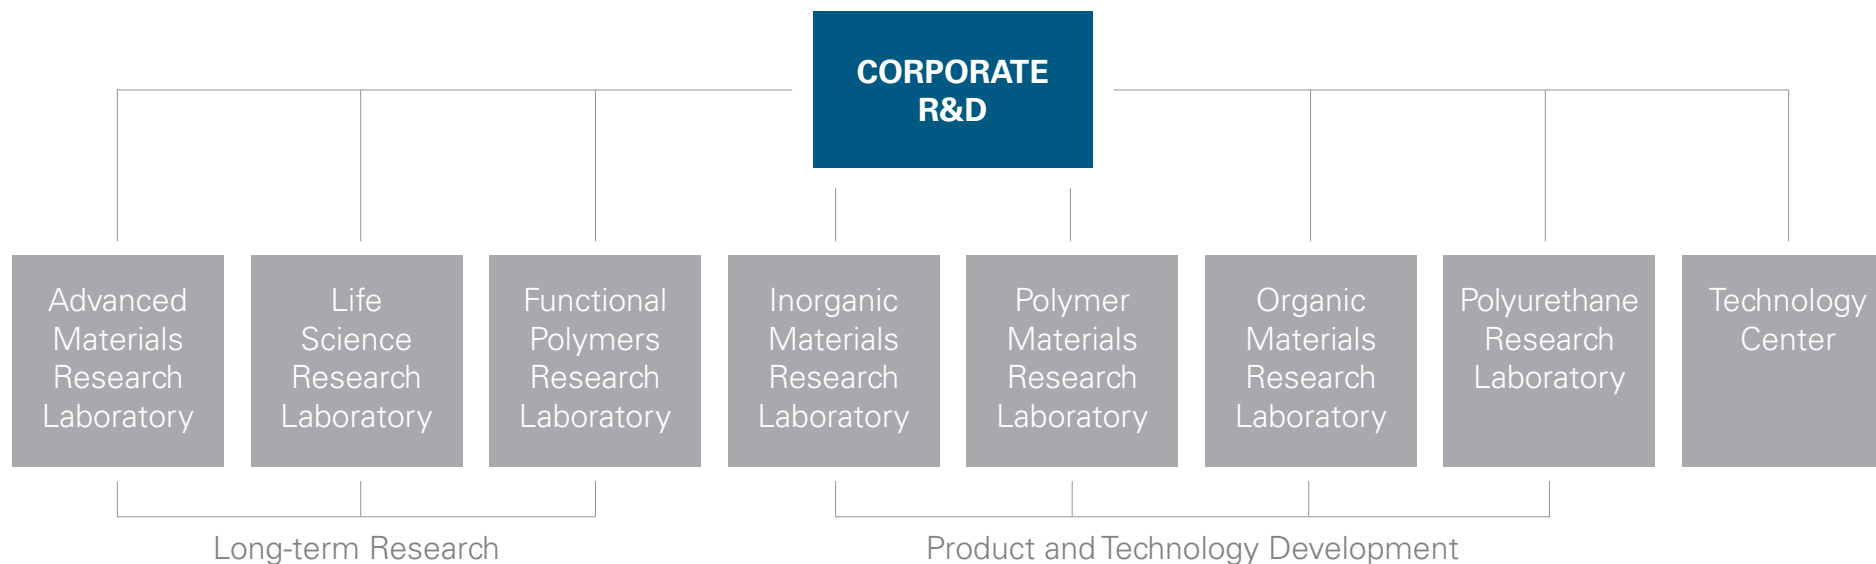 CORPORATE
R&D
Advanced
Materials
Research
Laboratory
Life
Science
Research
Laboratory
Functional
Polymers
Research
Laboratory
Inorganic
Materials
Research
Laboratory
Polymer
Materials
Research
Laboratory
Organic
Materials
Research
Laboratory
Polyurethane
Research
Laboratory
Technology
Center
Long-term Research
Product and Technology Development